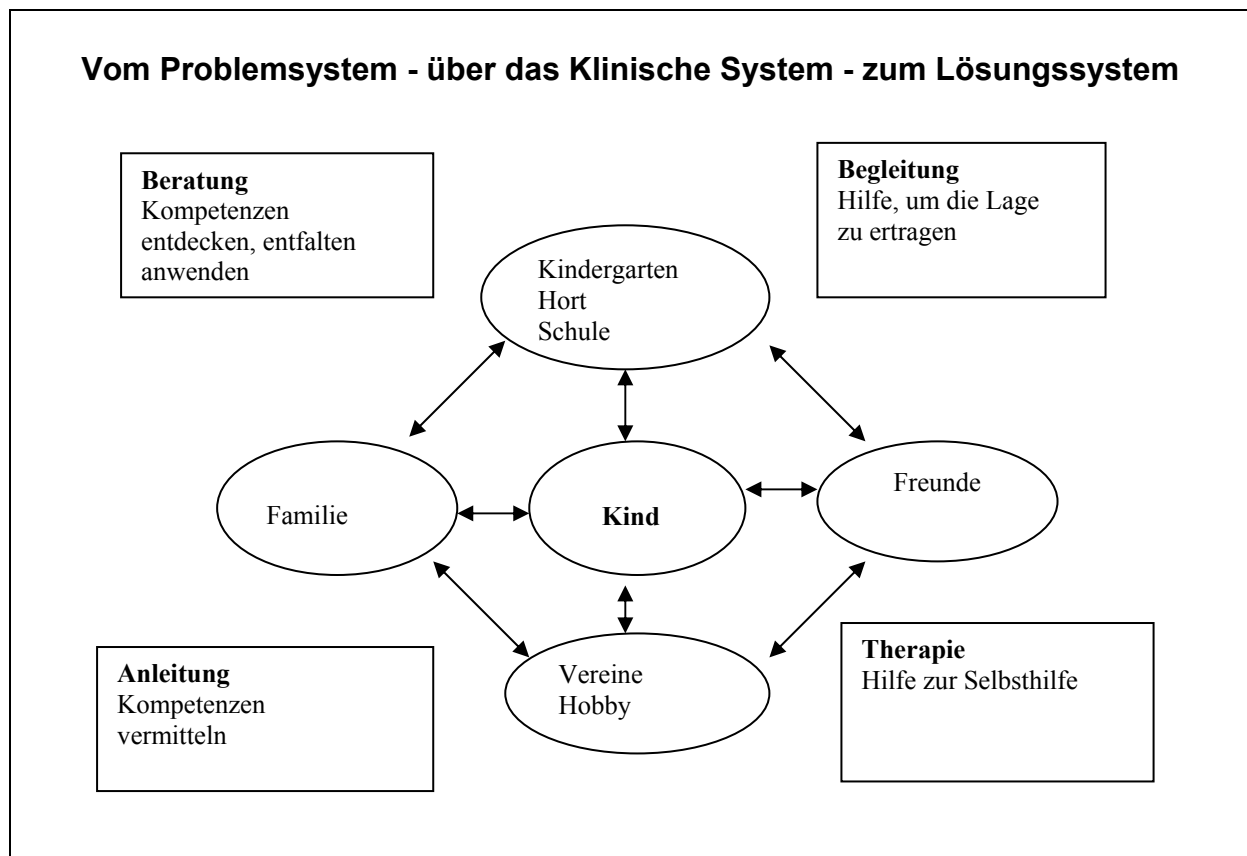 Vom Problemsystem - über das Klinische System - zum Lösungssystem
Beratung
Kompetenzen
entdecken, entfalten
anwenden
Begleitung
Hilfe, um die Lage
zu ertragen
Kindergarten
Hort
Schule
Familie
Kind
Freunde
Anleitung
Kompetenzen
vermitteln
Vereine
Hobby
Therapie
Hilfe zur Selbsthilfe